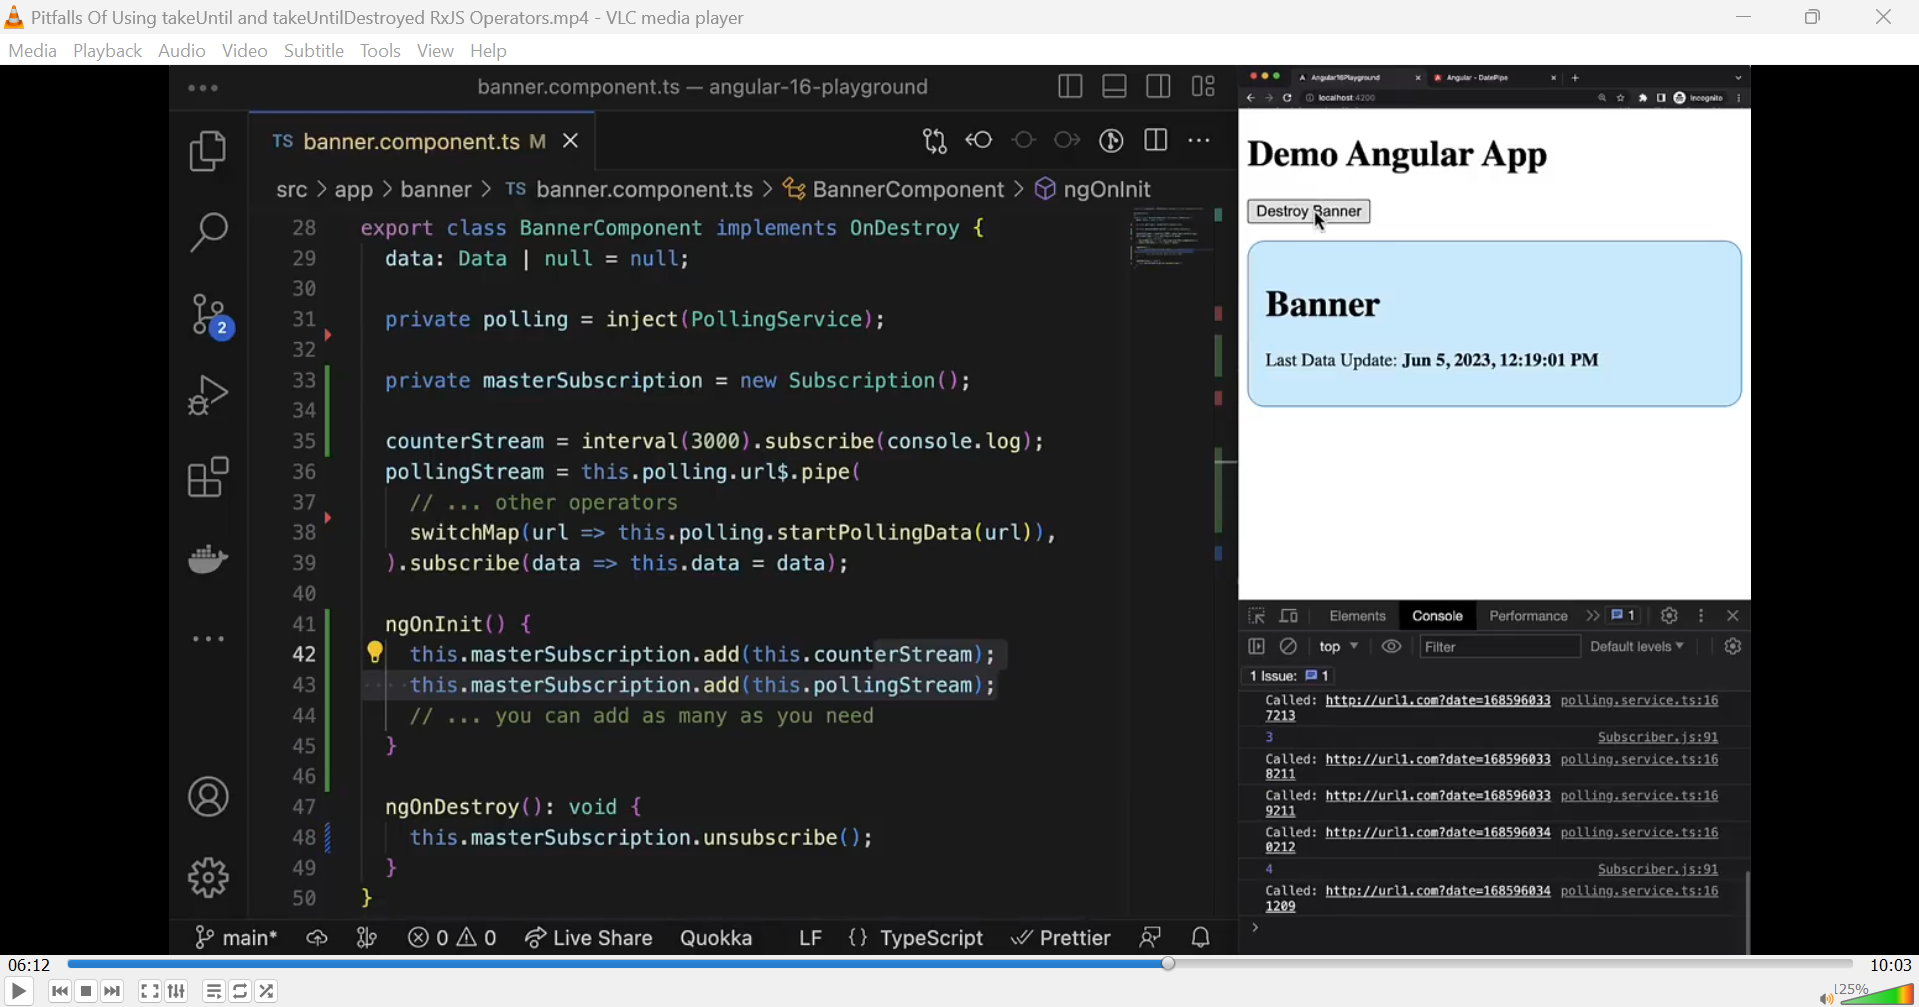 Pitfalls Of Using takeUntil and takeUntilDestroyed RxJS Operators.mp4 - VLC media player
Media Playback Audio Video Subtitle Tools View Help
banner.component.ts — angular-16-playground
TS banner.component.ts M
src > app > banner > TS banner.component.ts > BannerComponent > ngOnInit
28 export class BannerComponent implements OnDestroy {
29 data: Data | null = null;
30
31 private polling = inject(PollingService);
32
33 private masterSubscription = new Subscription();
34
35 counterStream = interval(3000).subscribe(console.log);
36 pollingStream = this.polling.url$.pipe(
37 // ... other operators
38 switchMap(url => this.polling.startPollingData(url)),
39 ).subscribe(data => this.data = data);
40
41 ngOnInit() {
42 this.masterSubscription.add(this.counterStream);
43 this.masterSubscription.add(this.pollingStream);
44 // ... you can add as many as you need
45 }
46
47 ngOnDestroy(): void {
48 this.masterSubscription.unsubscribe();
49 }
50 }
2
main* 0 0 Live Share Quokka LF {} TypeScript Prettier
Angular16Playground Angular - DatePipe
localhost:4200 Incognito
Demo Angular App
Destroy Banner
Banner
Last Data Update: Jun 5, 2023, 12:19:01 PM
Elements Console Performance 1
top Filter Default levels
1 Issue: 1
Called: http://url1.com?date=168596033 polling.service.ts:16
7213
3 Subscriber.js:91
Called: http://url1.com?date=168596033 polling.service.ts:16
8211
Called: http://url1.com?date=168596033 polling.service.ts:16
9211
Called: http://url1.com?date=168596034 polling.service.ts:16
0212
4 Subscriber.js:91
Called: http://url1.com?date=168596034 polling.service.ts:16
1209
06:12 10:03
125%